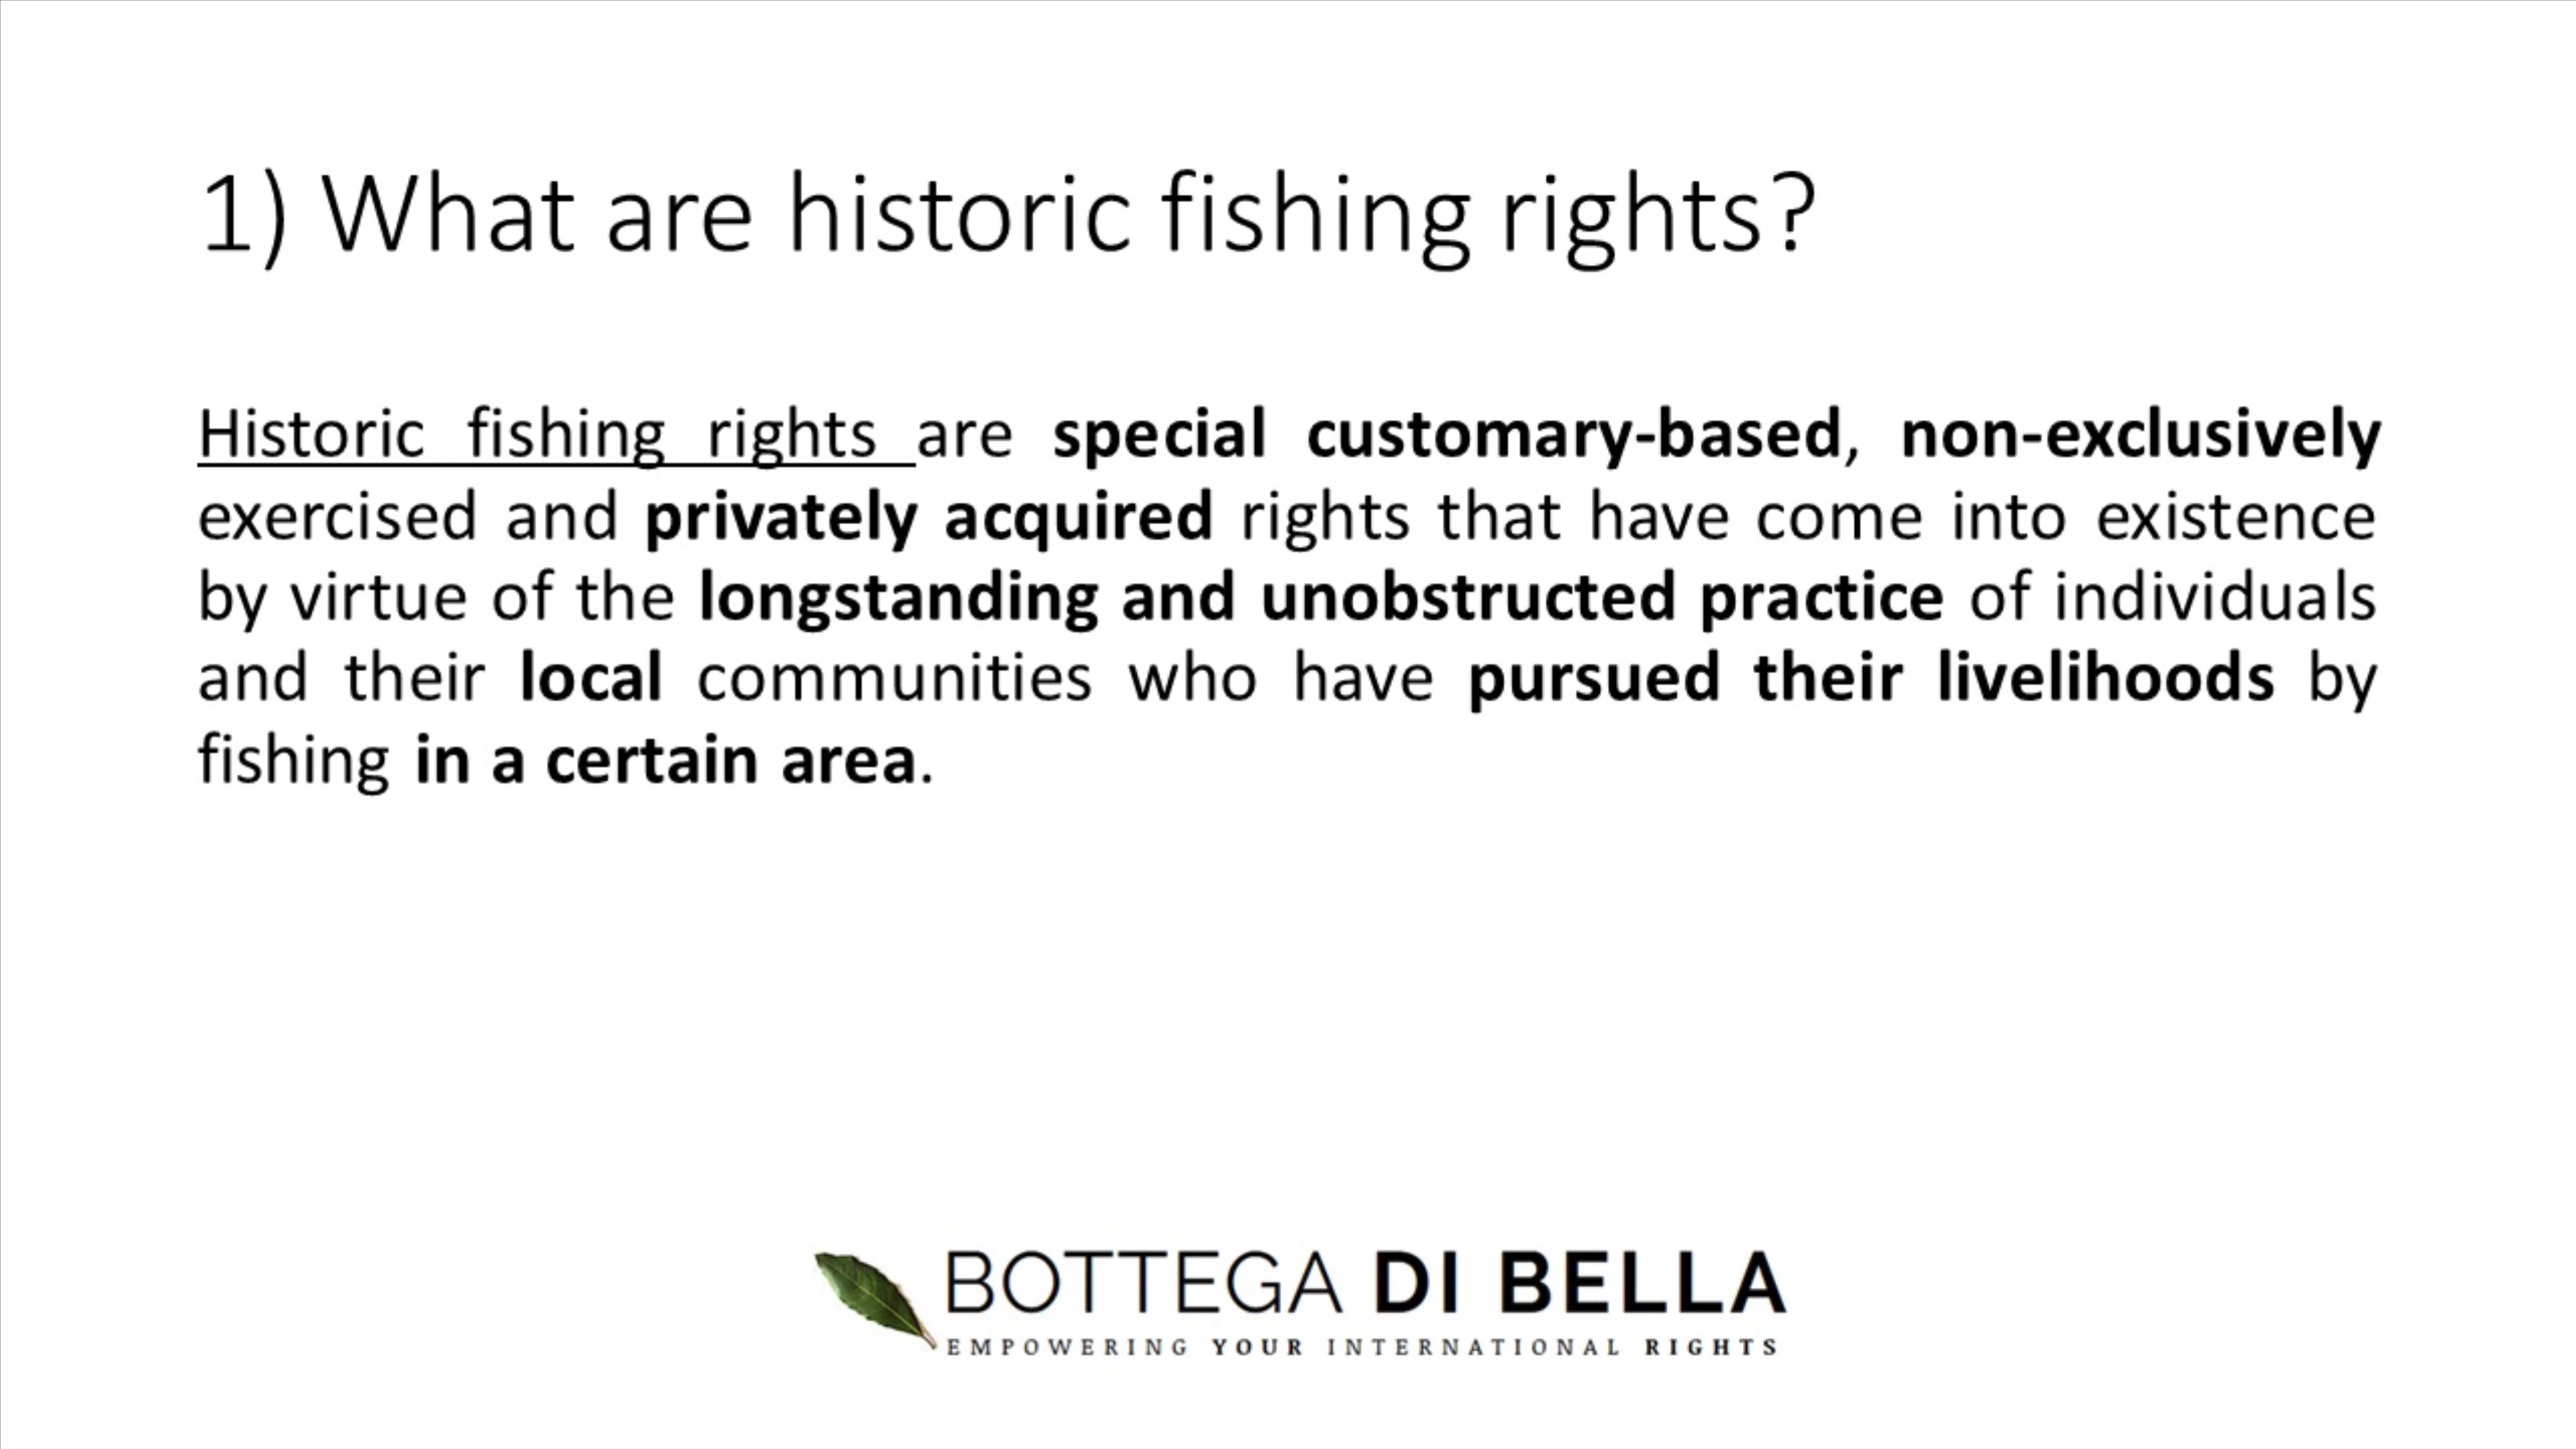 1) What are historic fishing rights?
Historic fishing rights are special customary-based, non-exclusively
exercised and privately acquired rights that have come into existence
by virtue of the longstanding and unobstructed practice of individuals
and their local communities who have pursued their livelihoods by
fishing in a certain area.
BOTTEGA DI BELLA
EMPOWERING YOUR INTERNATIONAL RIGHTS